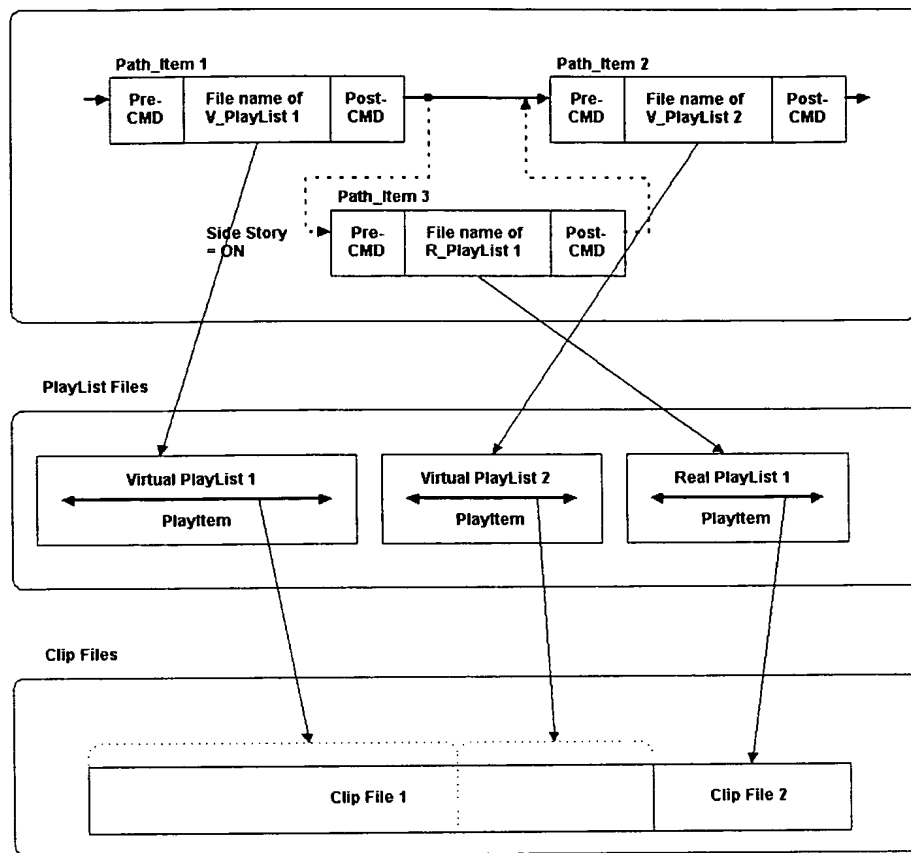 Path_Item 1
Pre-
CMD
File name of
V_PlayList 1
Post-
CMD
Path_Item 2
Pre-
CMD
File name of
V_PlayList 2
Post-
CMD
Side Story
= ON
Path_Item 3
Pre-
CMD
File name of
R_PlayList 1
Post-
CMD
PlayList Files
Virtual PlayList 1
PlayItem
Virtual PlayList 2
PlayItem
Real PlayList 1
PlayItem
Clip Files
Clip File 1
Clip File 2